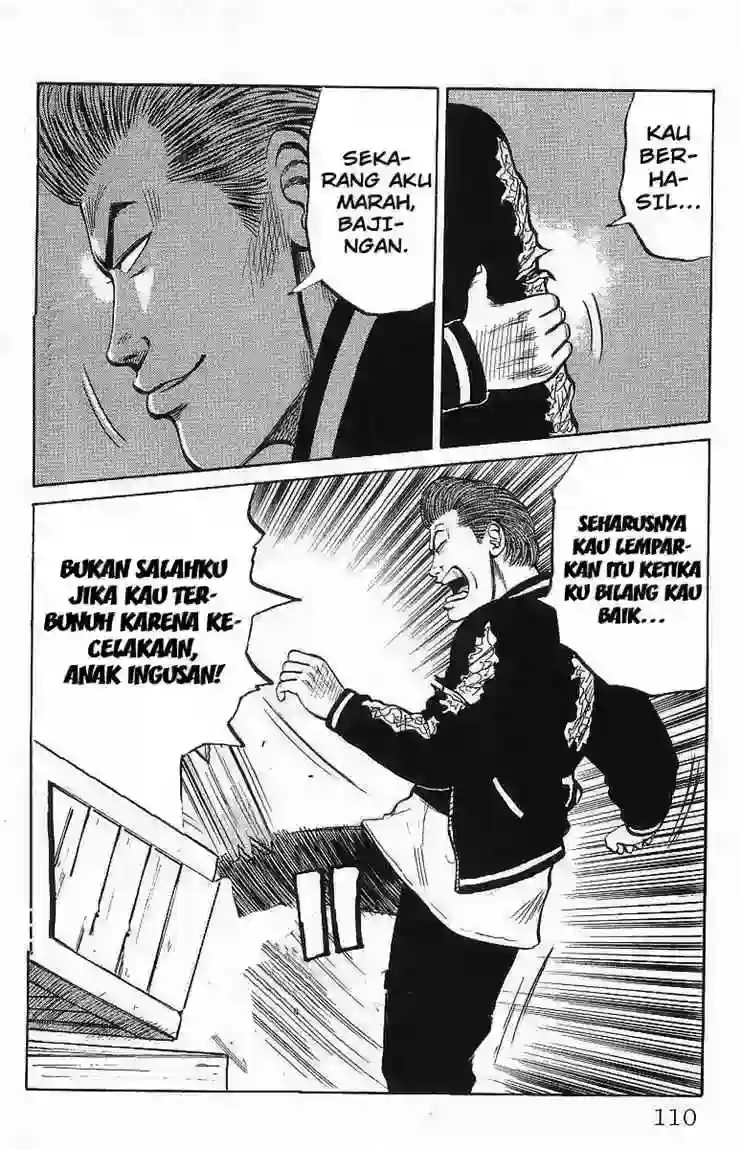 KAU
BER-
HA-
SIL...
SEKA-
RANG AKU
MARAH,
BAJI-
NGAN.
SEHARUSNYA
KAU LEMPAR-
KAN ITU KETIKA
KU BILANG KAU
BAIK...
BUKAN SALAHKU
JIKA KAU TER-
BUNUH KARENA KE-
CELAKAAN,
ANAK INGUSAN!
110